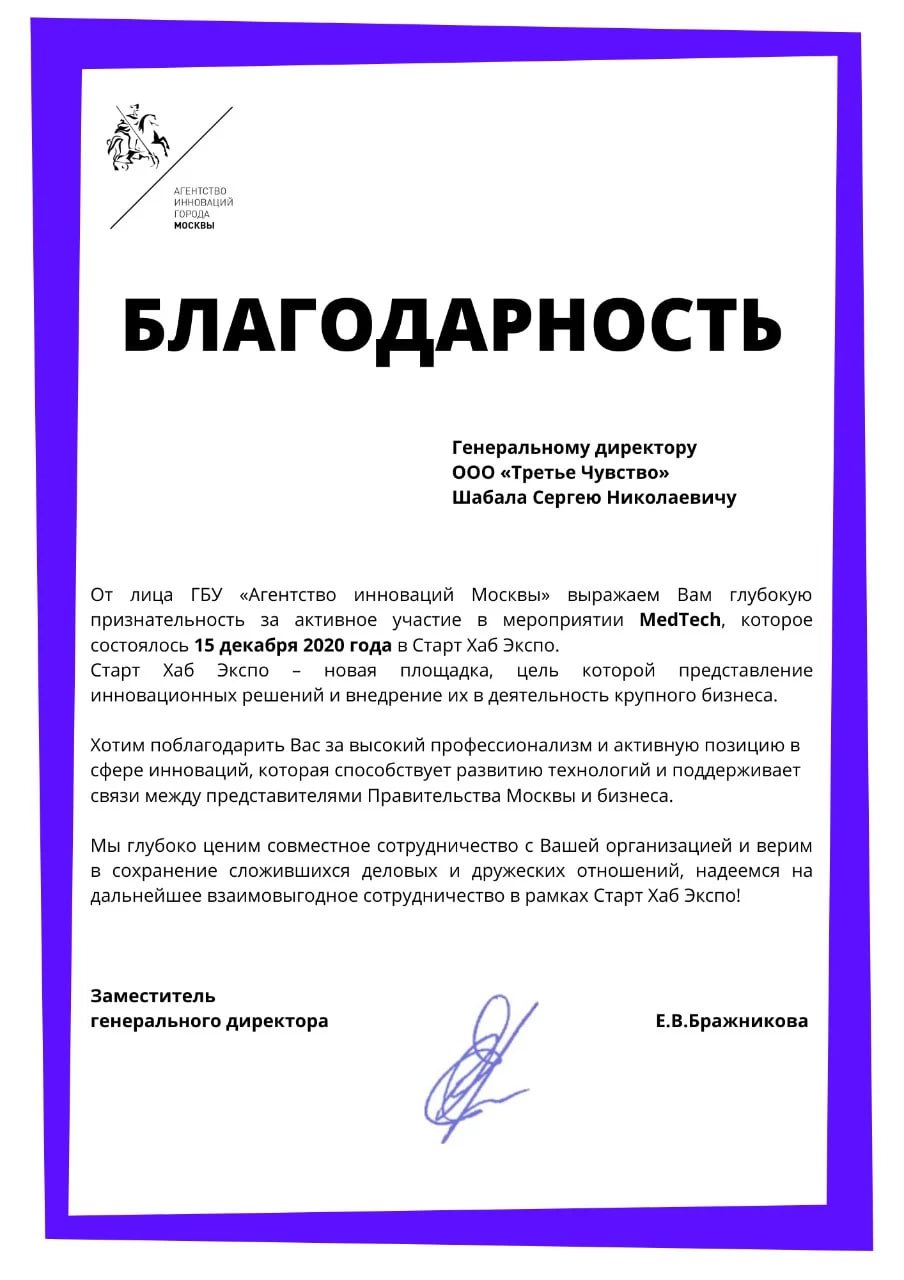 АГЕНТСТВО
ИННОВАЦИЙ
ГОРОДА
МОСКВЫ
БЛАГОДАРНОСТЬ
Генеральному директору
ООО «Третье Чувство»
Шабала Сергею Николаевичу
От лица ГБУ «Агентство инноваций Москвы» выражаем Вам глубокую
признательность за активное участие в мероприятии MedTech, которое
состоялось 15 декабря 2020 года в Старт Хаб Экспо.
Старт Хаб Экспо – новая площадка, цель которой представление
инновационных решений и внедрение их в деятельность крупного бизнеса.
Хотим поблагодарить Вас за высокий профессионализм и активную позицию в
сфере инноваций, которая способствует развитию технологий и поддерживает
связи между представителями Правительства Москвы и бизнеса.
Мы глубоко ценим совместное сотрудничество с Вашей организацией и верим
в сохранение сложившихся деловых и дружеских отношений, надеемся на
дальнейшее взаимовыгодное сотрудничество в рамках Старт Хаб Экспо!
Заместитель
генерального директора
Е.В.Бражникова